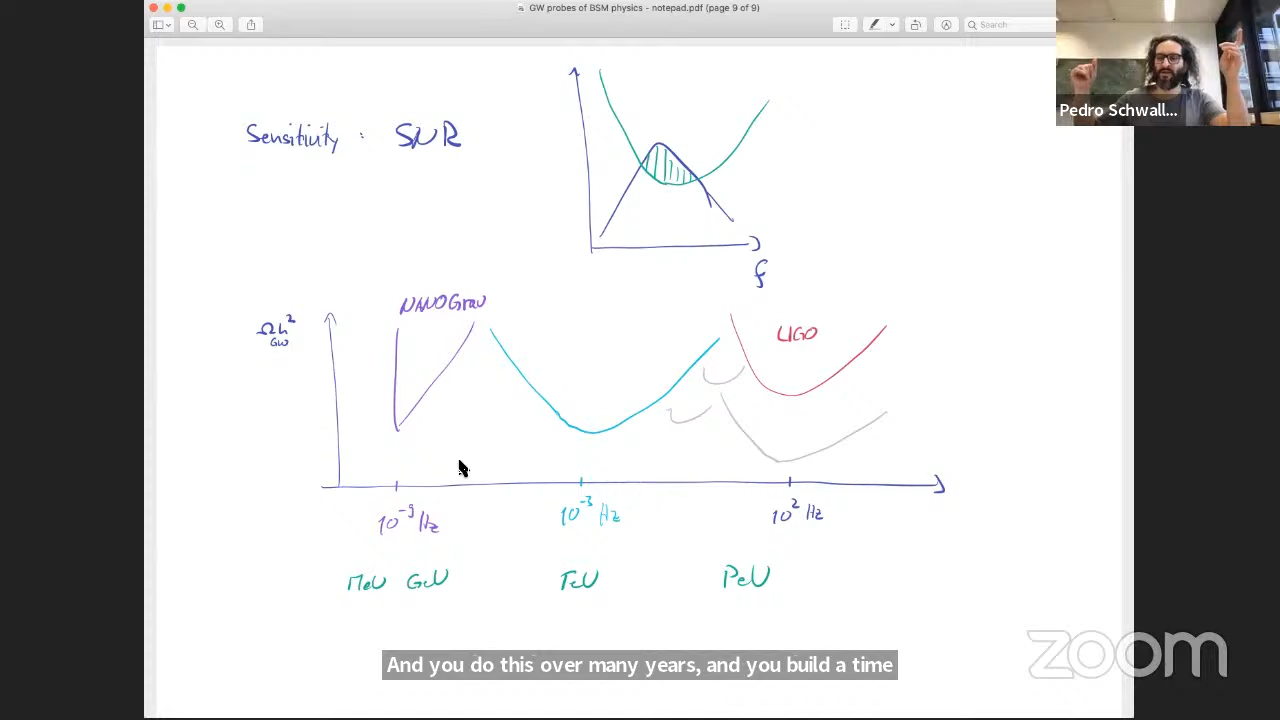 GW probes of BSM physics - notepad.pdf (page 9 of 9)
Search
Pedro Schwall...
Sensitivity : SNR
f
NANOGrav
Ωh²
GW
LIGO
10⁻⁹ Hz
10⁻³ Hz
10² Hz
MeV GeV
TeV
PeV
And you do this over many years, and you build a time
zoom